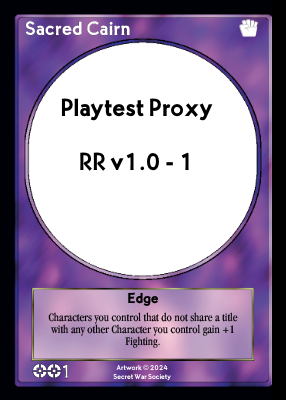 Sacred Cairn
Playtest Proxy
RR v1.0 - 1
Edge
Characters you control that do not share a title
with any other Character you control gain +1
Fighting.
1
Artwork © 2024
Secret War Society